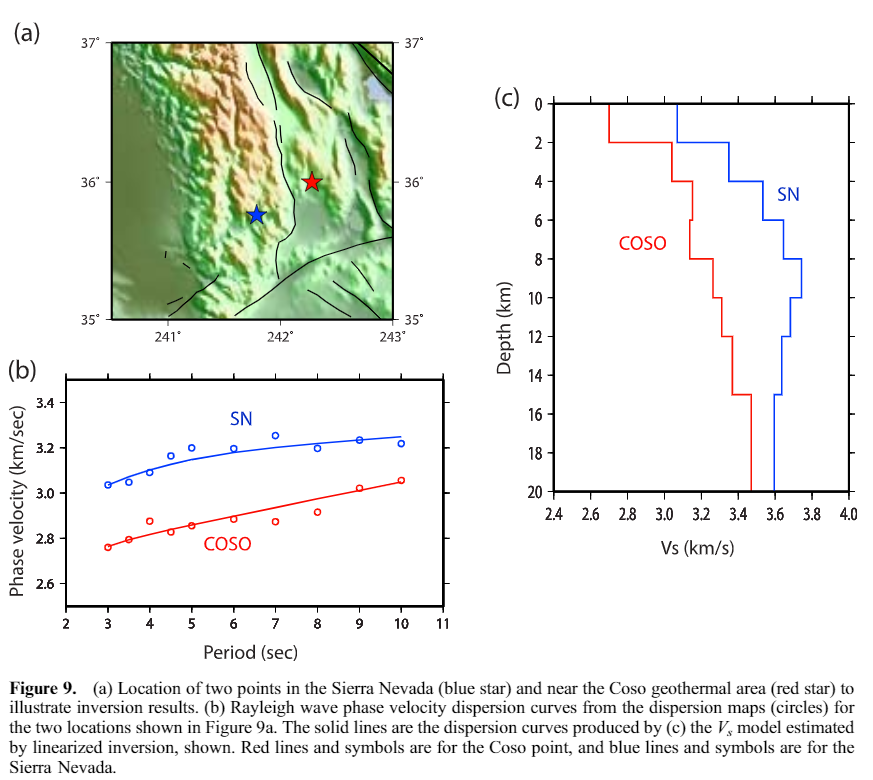 (a)
37˚ 37˚
36˚ 36˚
35˚ 35˚
241˚ 242˚ 243˚
(b)
Phase velocity (km/sec)
3.4
3.2
3.0
2.8
2.6
SN
COSO
2 3 4 5 6 7 8 9 10 11
Period (sec)
(c)
Depth (km)
0
2
4
6
8
10
12
14
16
18
20
SN
COSO
2.4 2.6 2.8 3.0 3.2 3.4 3.6 3.8 4.0
Vs (km/s)
Figure 9. (a) Location of two points in the Sierra Nevada (blue star) and near the Coso geothermal area (red star) to
illustrate inversion results. (b) Rayleigh wave phase velocity dispersion curves from the dispersion maps (circles) for
the two locations shown in Figure 9a. The solid lines are the dispersion curves produced by (c) the Vs model estimated
by linearized inversion, shown. Red lines and symbols are for the Coso point, and blue lines and symbols are for the
Sierra Nevada.